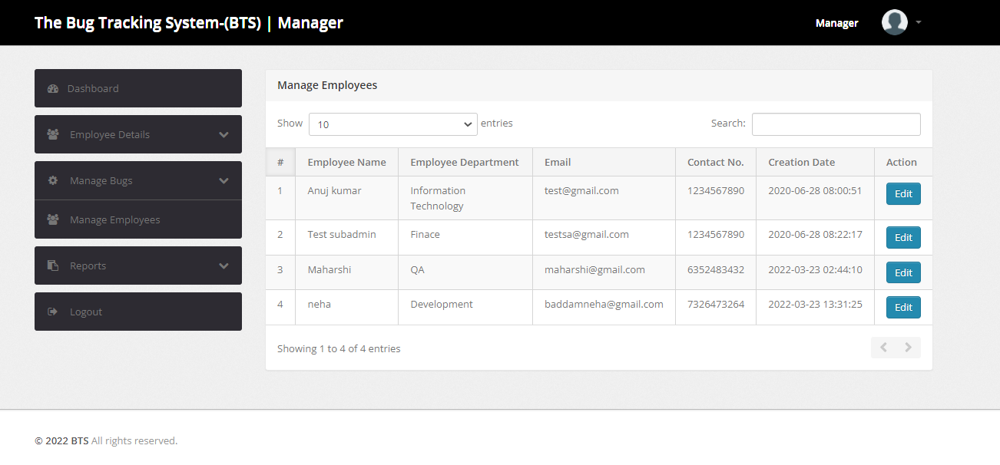 The Bug Tracking System-(BTS) | Manager
Manager
Dashboard
Employee Details
Manage Bugs
Manage Employees
Reports
Logout
Manage Employees
Show 10 entries
Search:
# Employee Name Employee Department Email Contact No. Creation Date Action
1 Anuj kumar Information Technology test@gmail.com 1234567890 2020-06-28 08:00:51 Edit
2 Test subadmin Finace testsa@gmail.com 1234567890 2020-06-28 08:22:17 Edit
3 Maharshi QA maharshi@gmail.com 6352483432 2022-03-23 02:44:10 Edit
4 neha Development baddamneha@gmail.com 7326473264 2022-03-23 13:31:25 Edit
Showing 1 to 4 of 4 entries
© 2022 BTS All rights reserved.